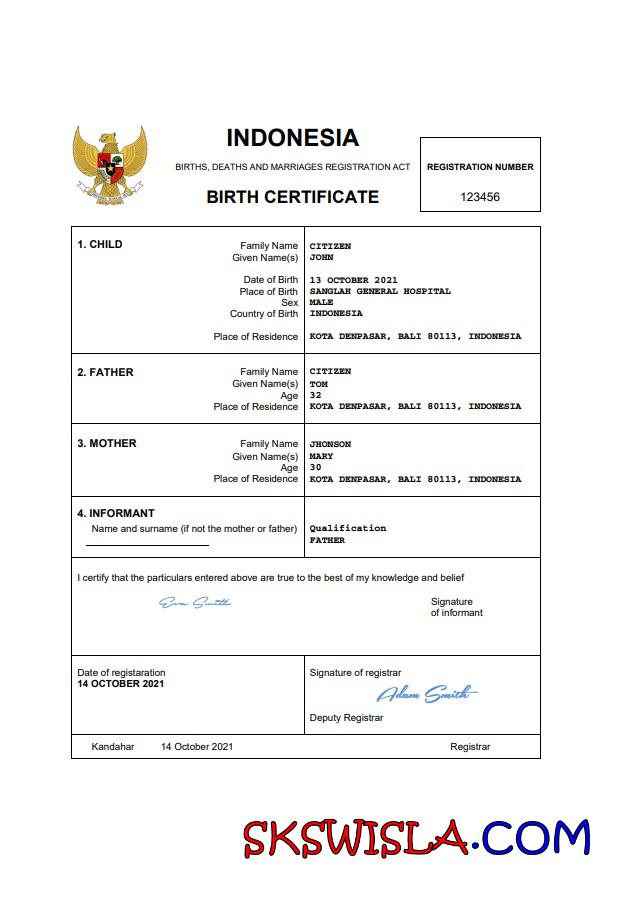 INDONESIA
BIRTHS, DEATHS AND MARRIAGES REGISTRATION ACT
BIRTH CERTIFICATE
REGISTRATION NUMBER
123456
1. CHILD
Family Name CITIZEN
Given Name(s) JOHN
Date of Birth 13 OCTOBER 2021
Place of Birth SANGLAH GENERAL HOSPITAL
Sex MALE
Country of Birth INDONESIA
Place of Residence KOTA DENPASAR, BALI 80113, INDONESIA
2. FATHER
Family Name CITIZEN
Given Name(s) TOM
Age 32
Place of Residence KOTA DENPASAR, BALI 80113, INDONESIA
3. MOTHER
Family Name JHONSON
Given Name(s) MARY
Age 30
Place of Residence KOTA DENPASAR, BALI 80113, INDONESIA
4. INFORMANT
Name and surname (if not the mother or father) Qualification
FATHER
I certify that the particulars entered above are true to the best of my knowledge and belief
Eva Smith
Signature
of informant
Date of registaration
14 OCTOBER 2021
Signature of registrar
Adam Smith
Deputy Registrar
Kandahar 14 October 2021 Registrar
SKSWISLA.COM